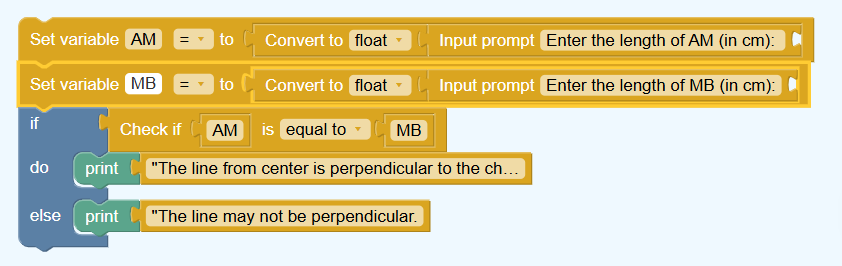 Set variable AM = to Convert to float Input prompt Enter the length of AM (in cm):
Set variable MB = to Convert to float Input prompt Enter the length of MB (in cm):
if Check if AM is equal to MB
do print "The line from center is perpendicular to the ch…
else print "The line may not be perpendicular.